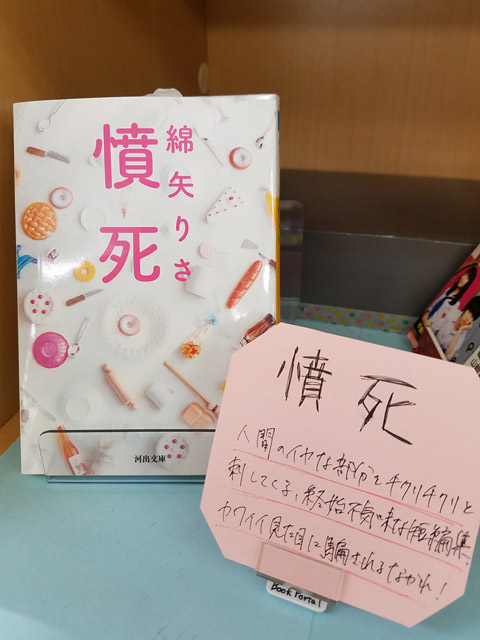 綿矢りさ
憤死
河出文庫
憤死
人間のイヤな部分をチクリチクリと
刺してくる、終始不気味な短編集。
カワイイ見た目に騙されるなかれ!
Book Portal